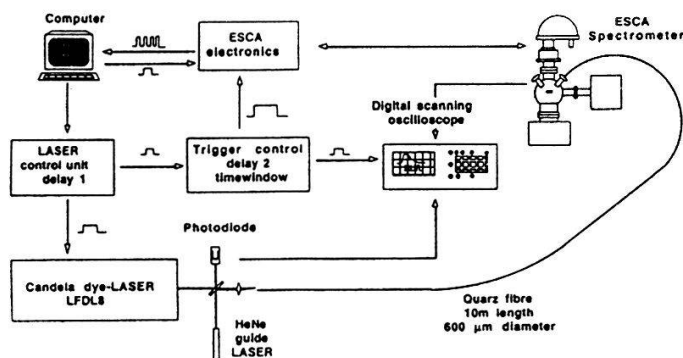 Computer
ESCA
electronics
ESCA
Spectrometer
Digital scanning
oscilloscope
LASER
control unit
delay 1
Trigger control
delay 2
timewindow
Photodiode
Candela dye-LASER
LFDL8
HeNe
guide
LASER
Quarz fibre
10m length
600 µm diameter